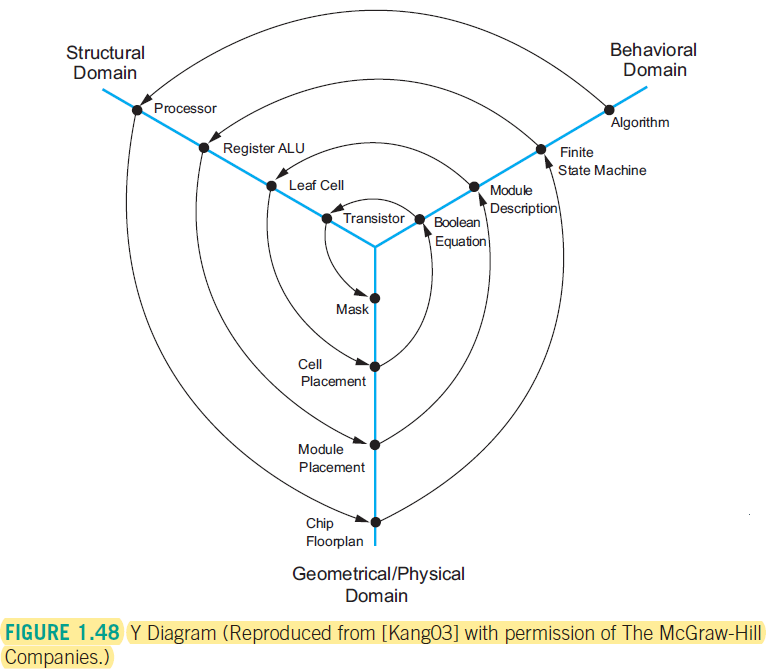 Structural
Domain
Behavioral
Domain
Processor
Algorithm
Register ALU
Finite
State Machine
Leaf Cell
Module
Description
Transistor
Boolean
Equation
Mask
Cell
Placement
Module
Placement
Chip
Floorplan
Geometrical/Physical
Domain
FIGURE 1.48 Y Diagram (Reproduced from [Kang03] with permission of The McGraw-Hill
Companies.)